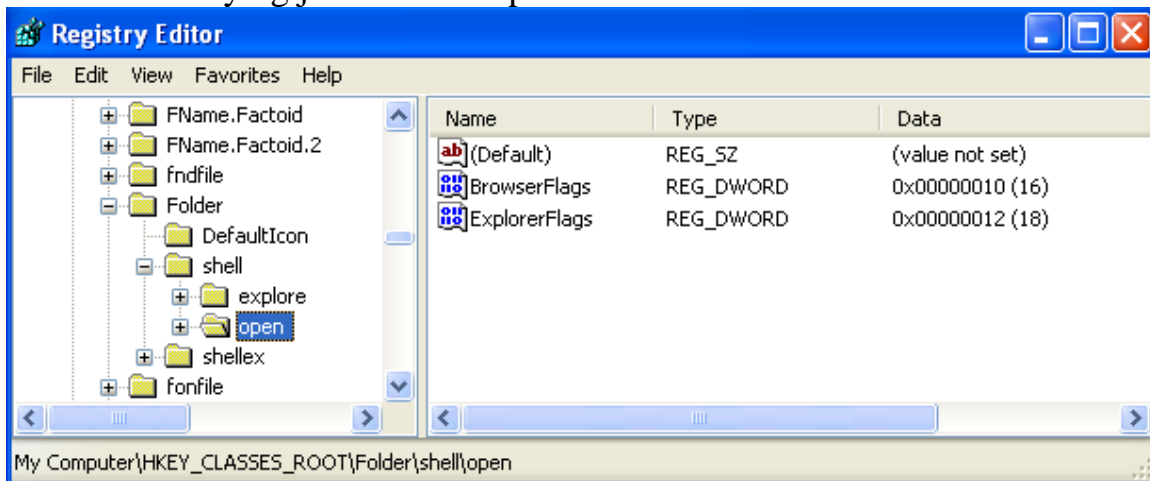 Registry Editor
File Edit View Favorites Help
FName.Factoid
FName.Factoid.2
fndfile
Folder
DefaultIcon
shell
explore
open
shellex
fonfile
Name Type Data
(Default) REG_SZ (value not set)
BrowserFlags REG_DWORD 0x00000010 (16)
ExplorerFlags REG_DWORD 0x00000012 (18)
My Computer\HKEY_CLASSES_ROOT\Folder\shell\open